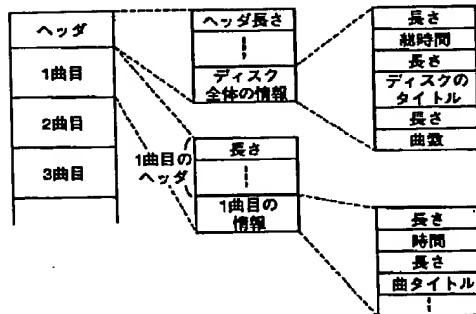 ヘッダ
1曲目
2曲目
3曲目
ヘッダ長さ
ディスク
全体の情報
長さ
総時間
長さ
ディスクの
タイトル
長さ
曲数
1曲目の
ヘッダ
長さ
1曲目の
情報
長さ
時間
長さ
曲タイトル